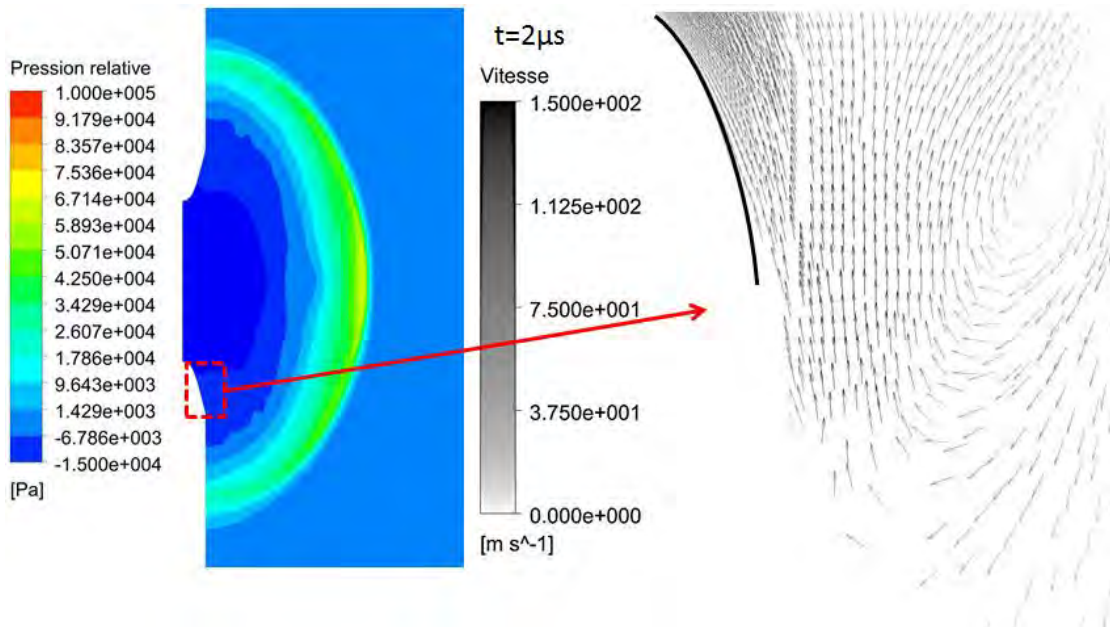 t=2µs
Pression relative
1.000e+005
9.179e+004
8.357e+004
7.536e+004
6.714e+004
5.893e+004
5.071e+004
4.250e+004
3.429e+004
2.607e+004
1.786e+004
9.643e+003
1.429e+003
-6.786e+003
-1.500e+004
[Pa]
Vitesse
1.500e+002
1.125e+002
7.500e+001
3.750e+001
0.000e+000
[m s^-1]